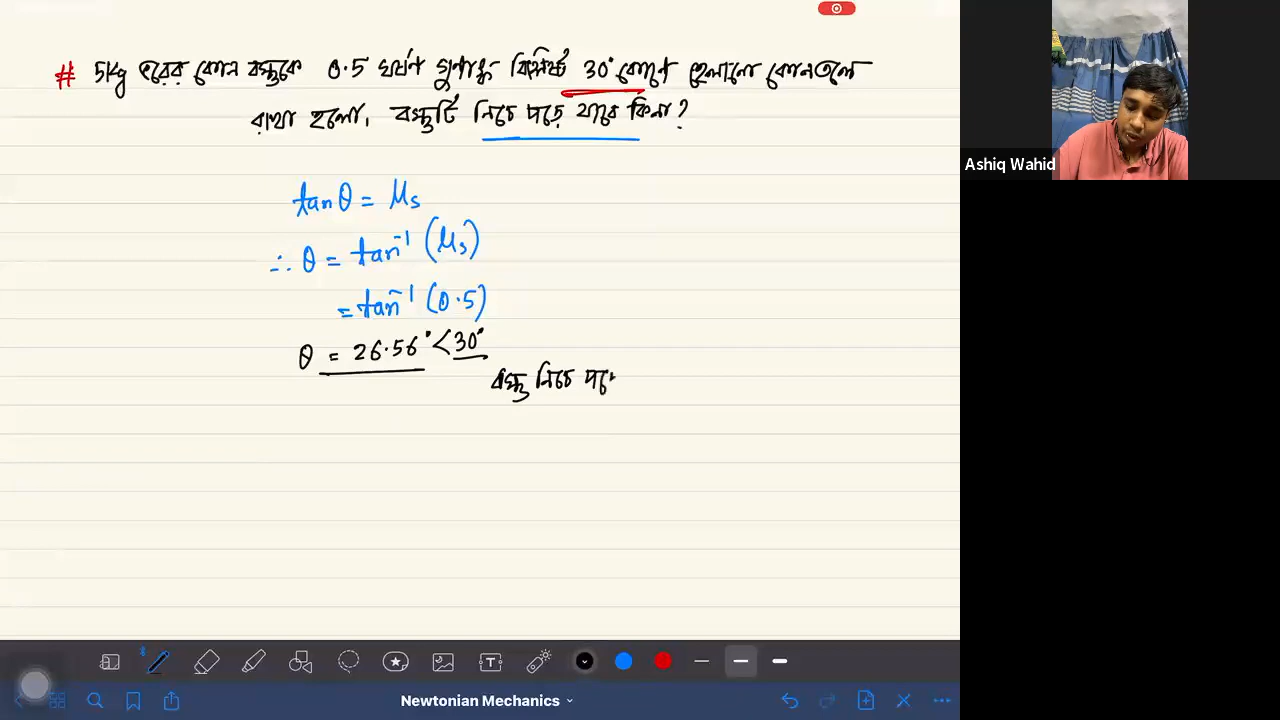 # 5kg ভরের কোন বস্তুকে 0.5 ঘর্ষণ গুণাঙ্ক বিশিষ্ট 30° কোণে হেলানো কোনতলে
রাখা হলো। বস্তুটি নিচে পড়ে যাবে কিনা?
tanθ = μs
∴ θ = tan⁻¹ (μs)
= tan⁻¹ (0.5)
θ = 26.56° < 30°
বস্তু নিচে পড়ে
Ashiq Wahid
T
Newtonian Mechanics